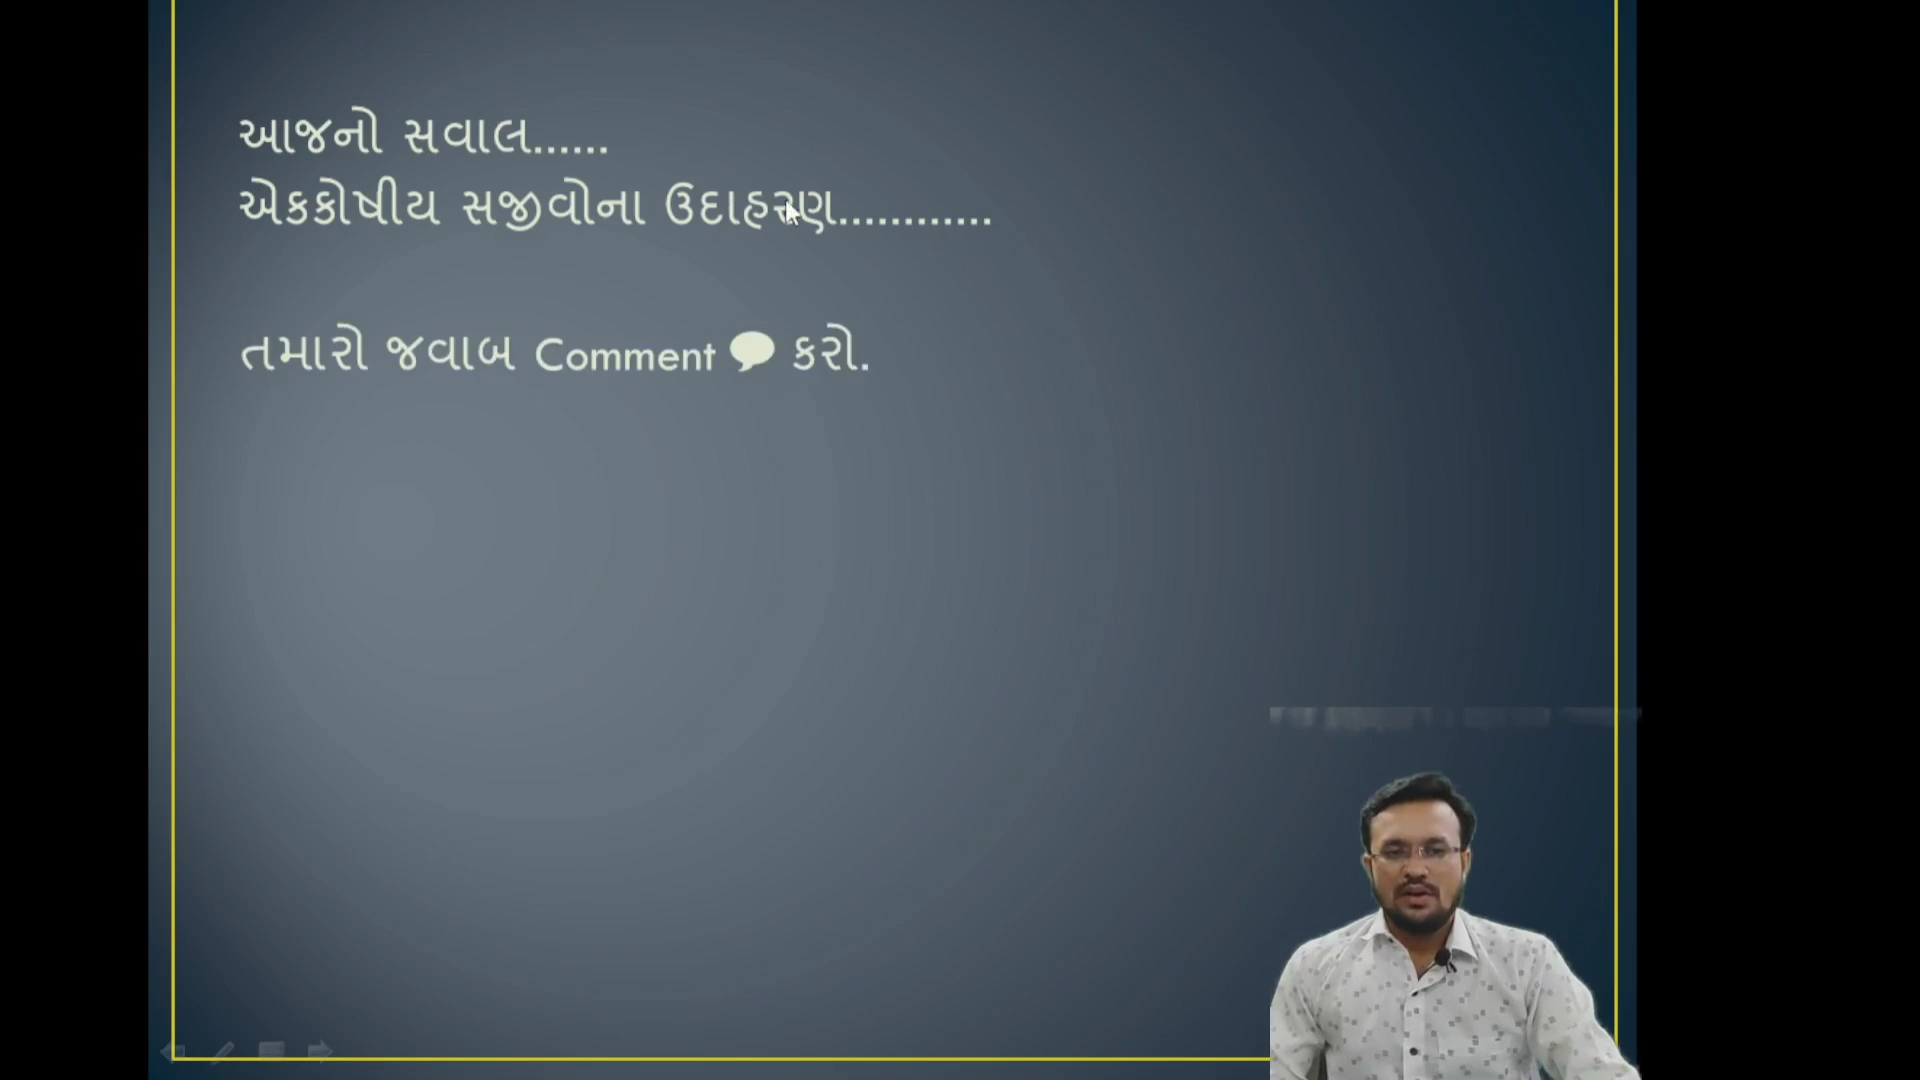 આજનો સવાલ......
એકકોષીય સજીવોના ઉદાહરણ............
તમારો જવાબ Comment 💬 કરો.